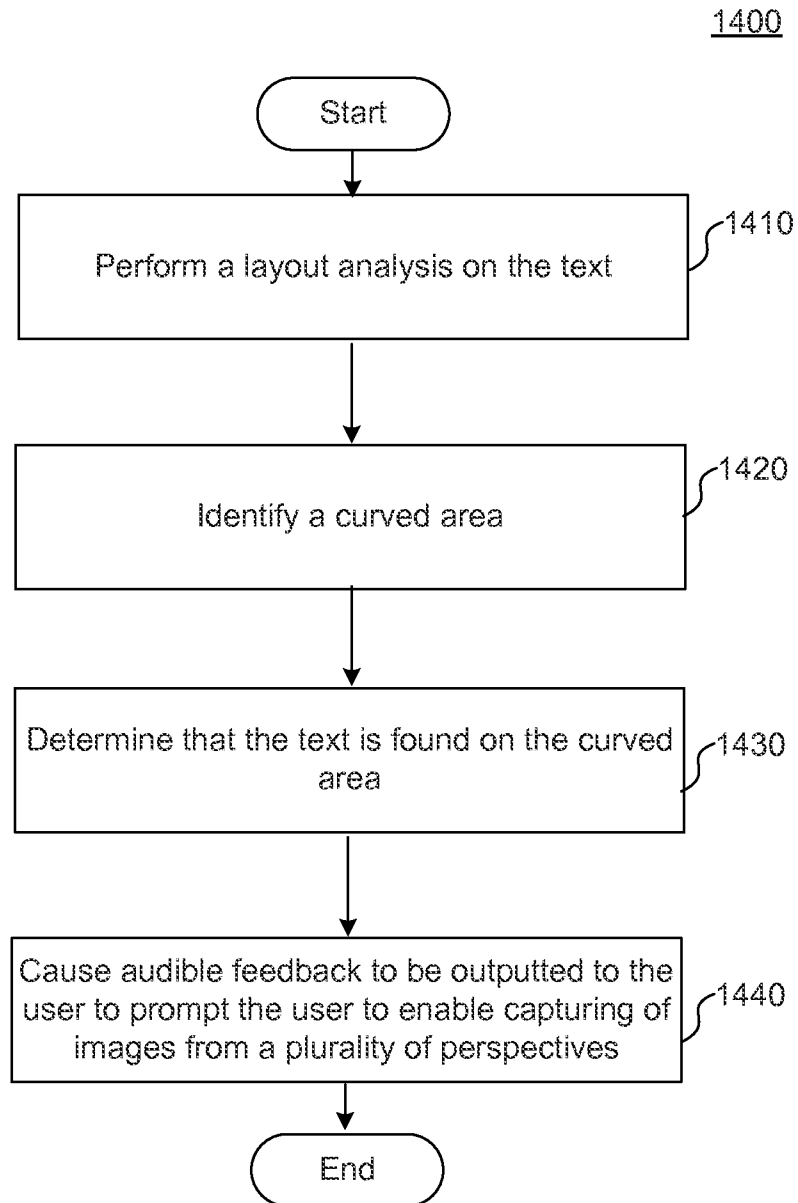 1400
Start
Perform a layout analysis on the text
1410
Identify a curved area
1420
Determine that the text is found on the curved
area
1430
Cause audible feedback to be outputted to the
user to prompt the user to enable capturing of
images from a plurality of perspectives
1440
End